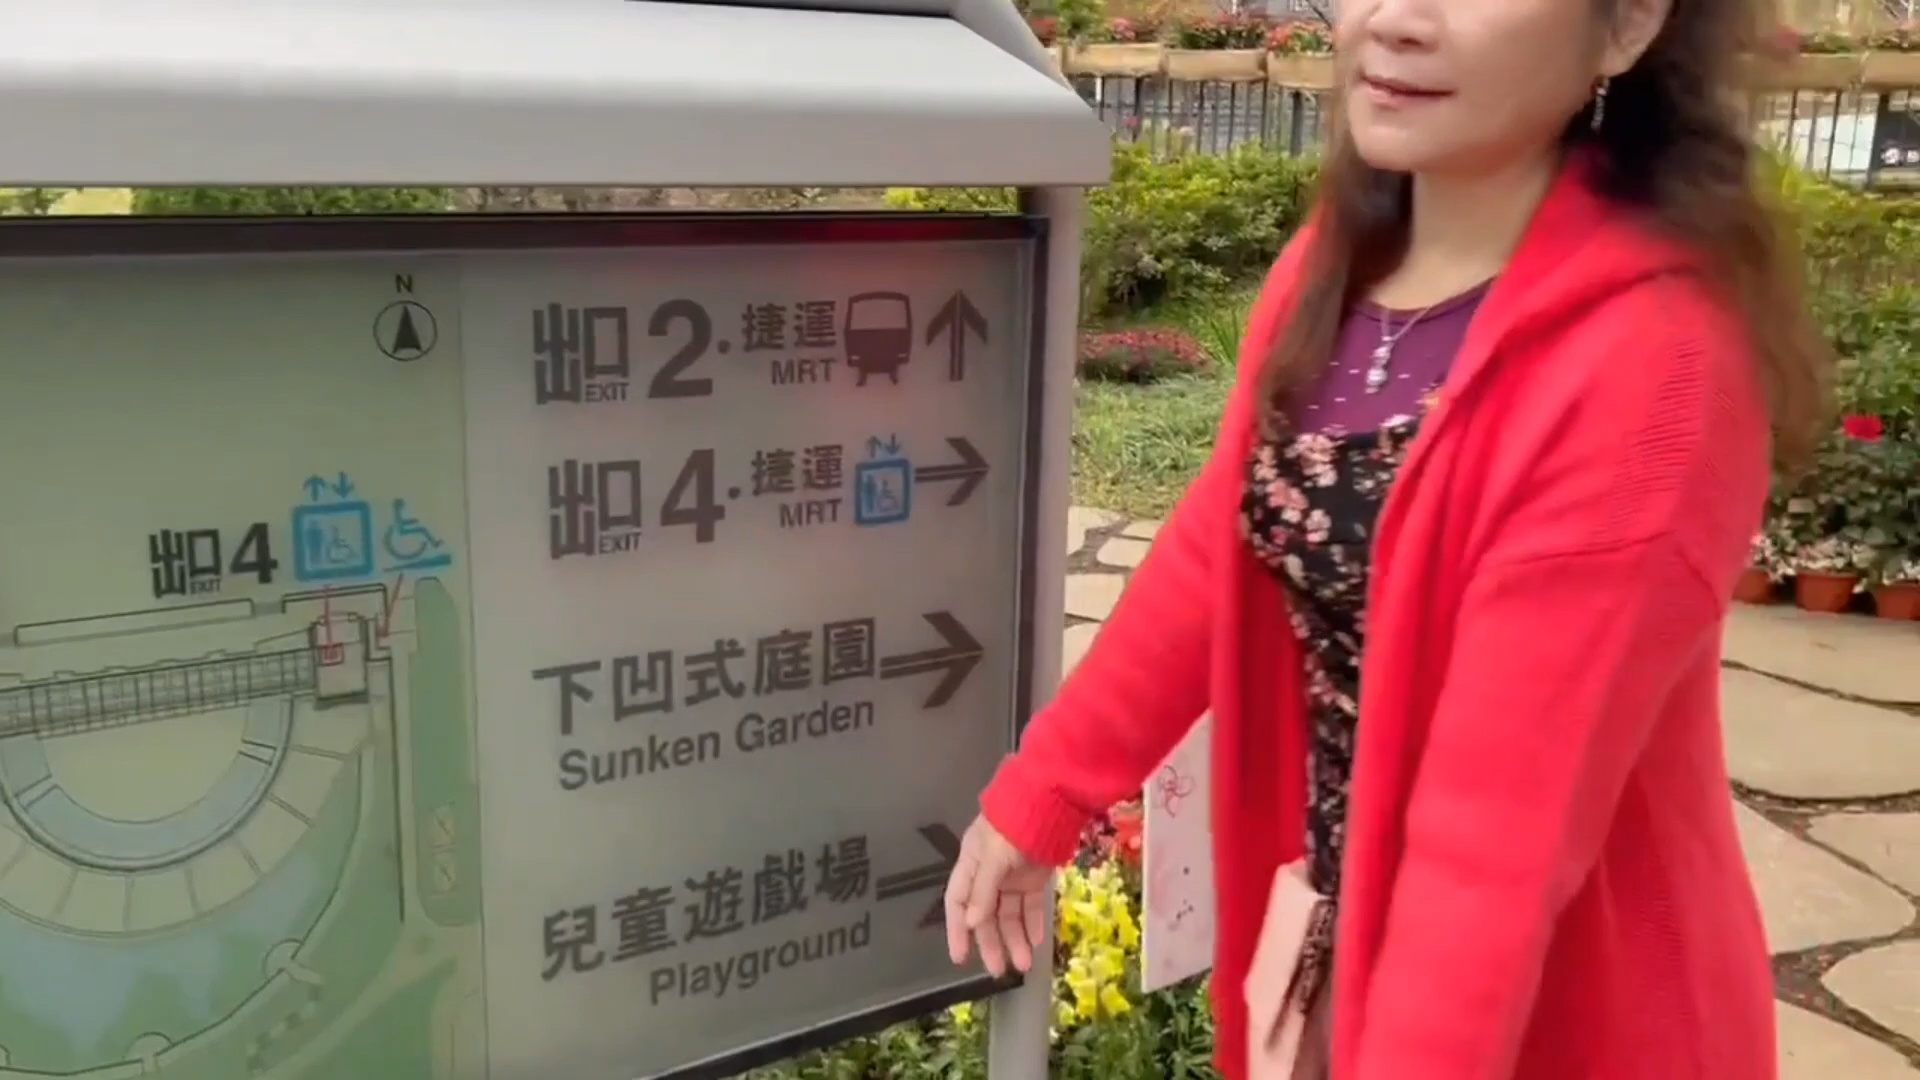 N
出口 EXIT 4
出口 EXIT 2 · 捷運 MRT
出口 EXIT 4 · 捷運 MRT
下凹式庭園
Sunken Garden
兒童遊戲場
Playground